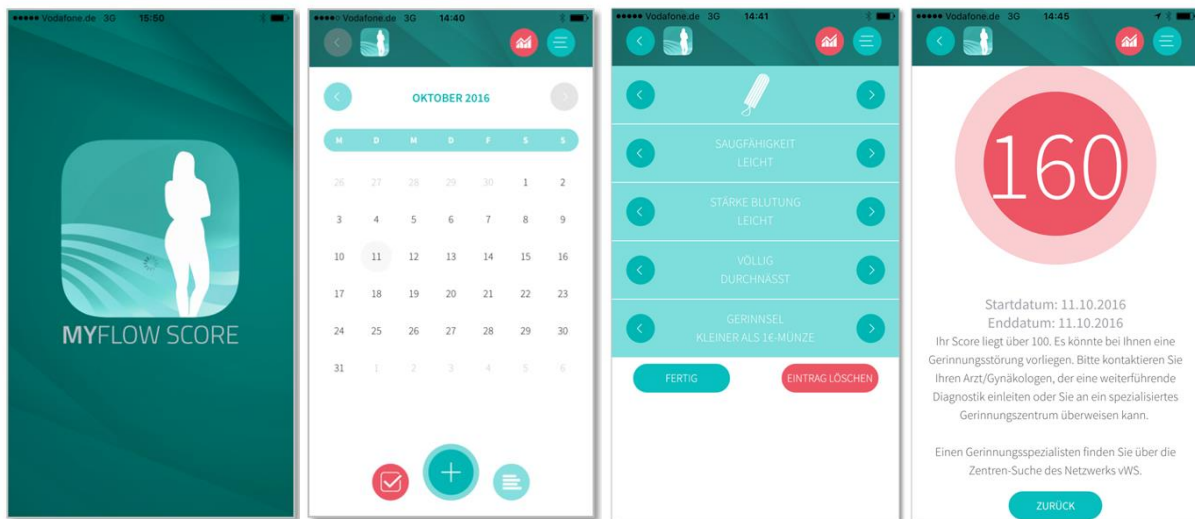 Vodafone.de 3G 15:50
MYFLOW SCORE
Vodafone.de 3G 14:40
OKTOBER 2016
M D M D F S S
26 27 28 29 30 1 2
3 4 5 6 7 8 9
10 11 12 13 14 15 16
17 18 19 20 21 22 23
24 25 26 27 28 29 30
31 1 2 3 4 5 6
Vodafone.de 3G 14:41
SAUGFÄHIGKEIT
LEICHT
STÄRKE BLUTUNG
LEICHT
VÖLLIG
DURCHNÄSST
GERINNSEL
KLEINER ALS 1€-MÜNZE
FERTIG
EINTRAG LÖSCHEN
Vodafone.de 3G 14:45
160
Startdatum: 11.10.2016
Enddatum: 11.10.2016
Ihr Score liegt über 100. Es könnte bei Ihnen eine
Gerinnungsstörung vorliegen. Bitte kontaktieren Sie
Ihren Arzt/Gynäkologen, der eine weiterführende
Diagnostik einleiten oder Sie an ein spezialisiertes
Gerinnungszentrum überweisen kann.
Einen Gerinnungsspezialisten finden Sie über die
Zentren-Suche des Netzwerks vWS.
ZURÜCK